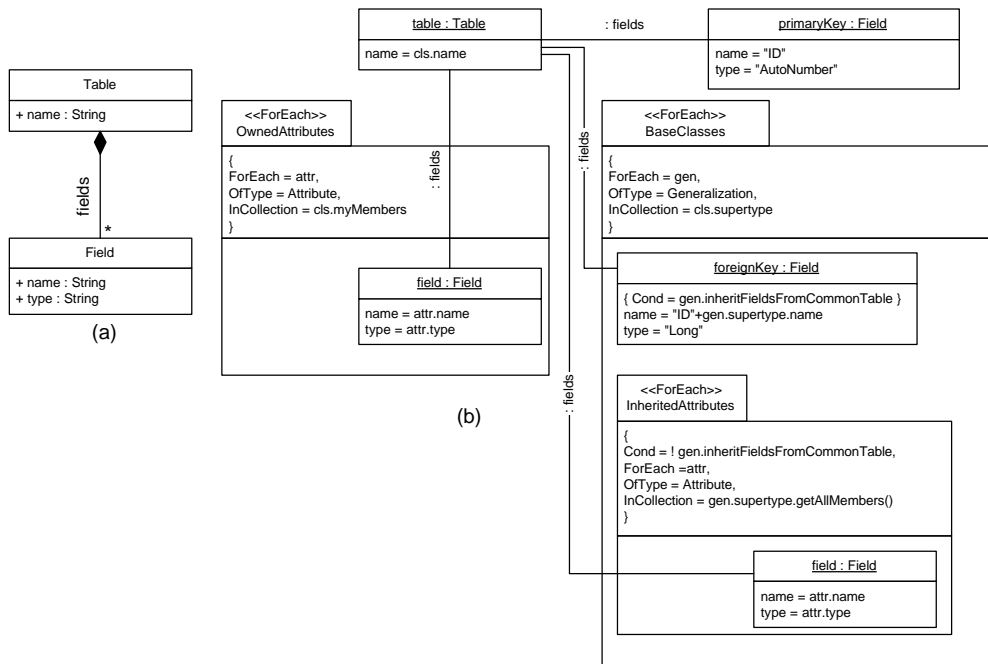 Table
+ name : String
fields
*
Field
+ name : String
+ type : String
(a)
table : Table
name = cls.name
: fields
primaryKey : Field
name = "ID"
type = "AutoNumber"
<<ForEach>>
OwnedAttributes
{
ForEach = attr,
OfType = Attribute,
InCollection = cls.myMembers
}
: fields
field : Field
name = attr.name
type = attr.type
(b)
: fields
<<ForEach>>
BaseClasses
{
ForEach = gen,
OfType = Generalization,
InCollection = cls.supertype
}
foreignKey : Field
{ Cond = gen.inheritFieldsFromCommonTable }
name = "ID"+gen.supertype.name
type = "Long"
: fields
<<ForEach>>
InheritedAttributes
{
Cond = ! gen.inheritFieldsFromCommonTable,
ForEach =attr,
OfType = Attribute,
InCollection = gen.supertype.getAllMembers()
}
field : Field
name = attr.name
type = attr.type